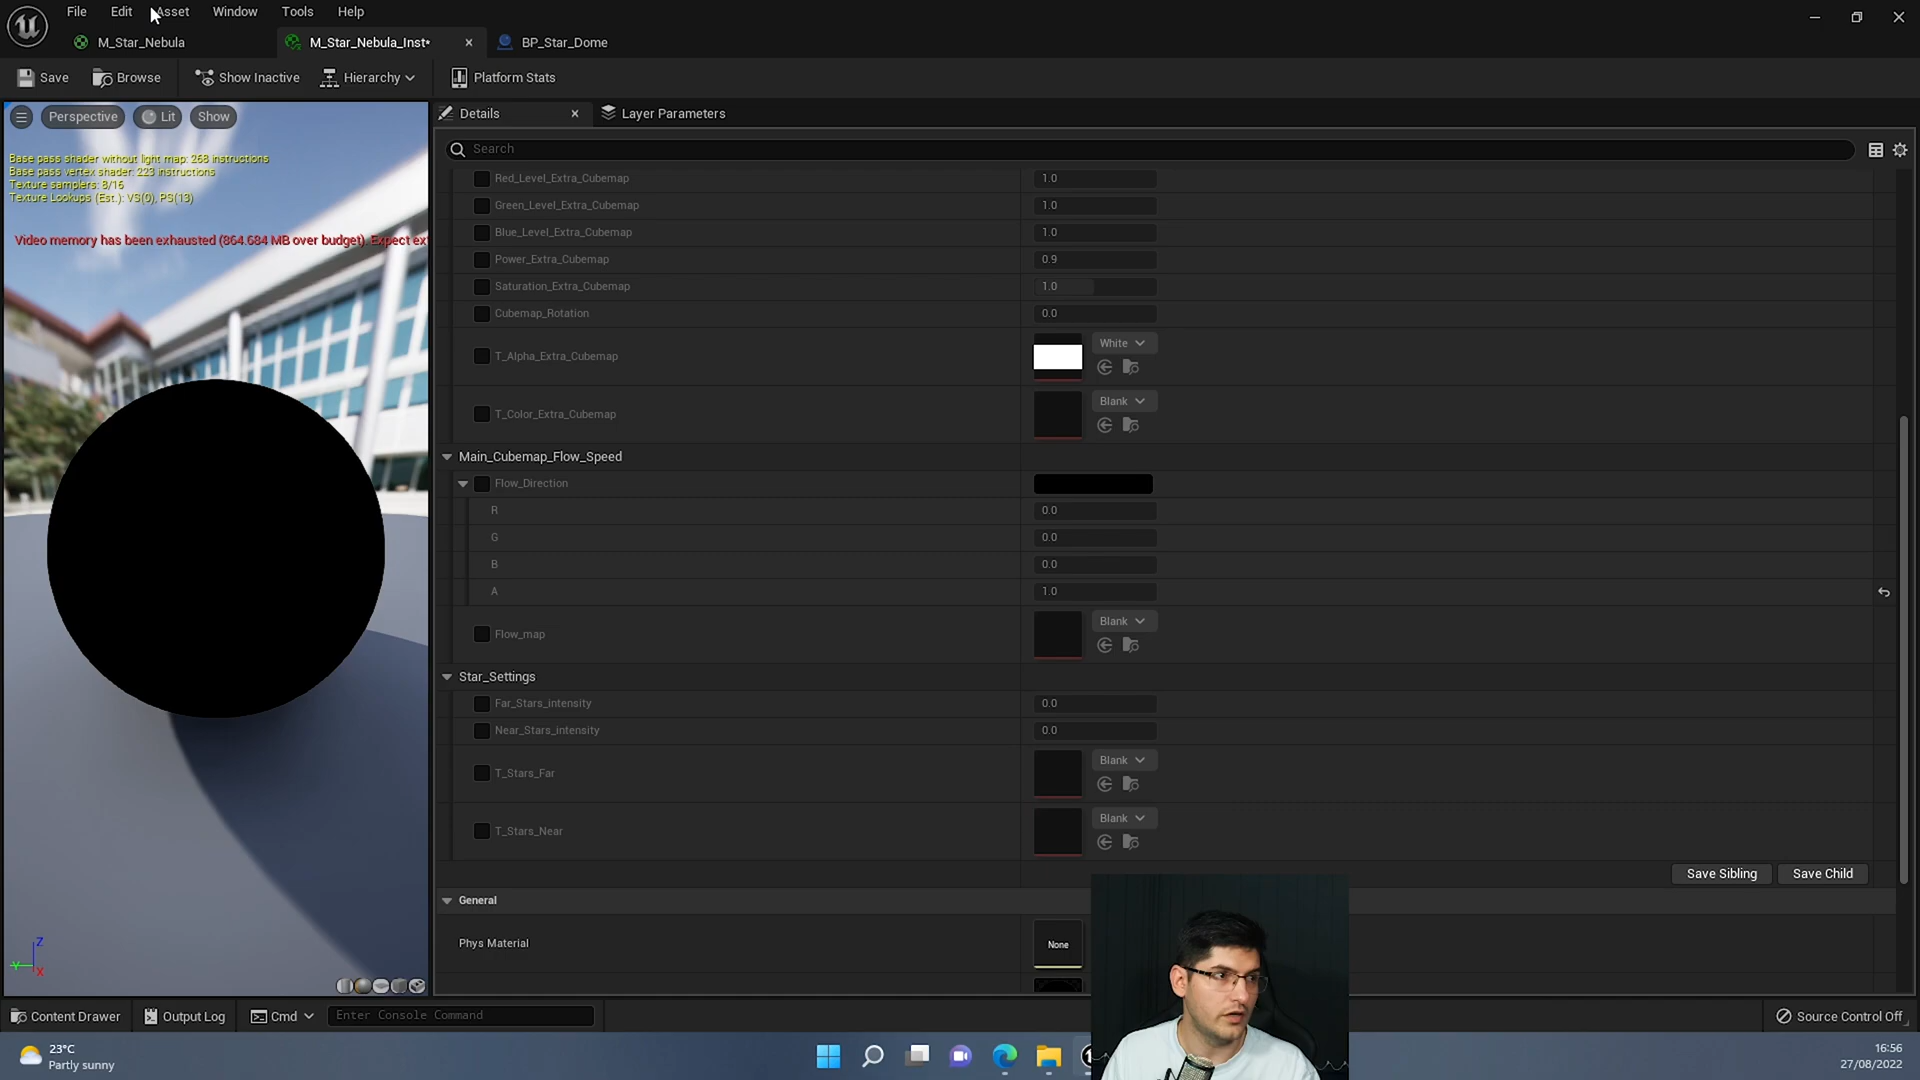 File Edit Asset Window Tools Help
M_Star_Nebula M_Star_Nebula_Inst* BP_Star_Dome
Save Browse Show Inactive Hierarchy Platform Stats
Perspective Lit Show
Details Layer Parameters
Search
Base pass shader without light map: 268 instructions
Base pass vertex shader: 223 instructions
Texture samplers: 8/16
Texture Lookups (Est.): VS(0), PS(13)
Video memory has been exhausted (864.684 MB over budget). Expect ex
Red_Level_Extra_Cubemap 1.0
Green_Level_Extra_Cubemap 1.0
Blue_Level_Extra_Cubemap 1.0
Power_Extra_Cubemap 0.9
Saturation_Extra_Cubemap 1.0
Cubemap_Rotation 0.0
T_Alpha_Extra_Cubemap White
T_Color_Extra_Cubemap Blank
Main_Cubemap_Flow_Speed
Flow_Direction
R 0.0
G 0.0
B 0.0
A 1.0
Flow_map Blank
Star_Settings
Far_Stars_intensity 0.0
Near_Stars_intensity 0.0
T_Stars_Far Blank
T_Stars_Near Blank
Save Sibling Save Child
General
Phys Material None
Z
Y
X
Content Drawer Output Log Cmd Enter Console Command Source Control Off
23°C
Partly sunny
16:56
27/08/2022